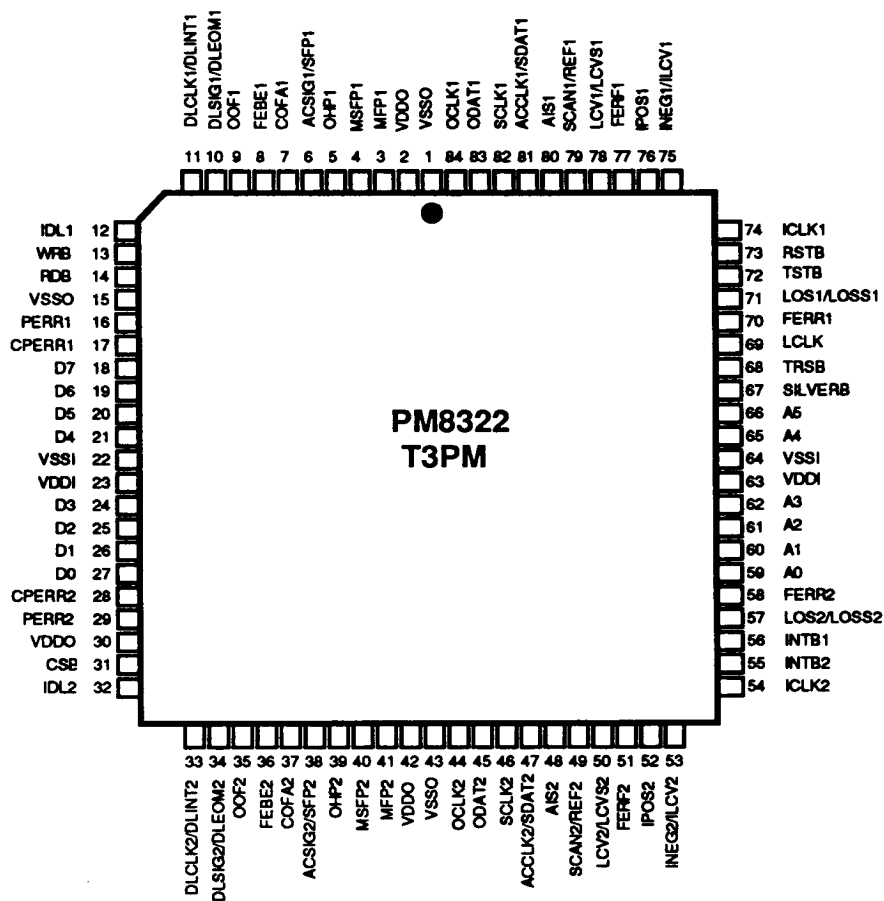 DLCLK1/DLINT1
DLSIG1/DLEOM1
OOF1
FEBE1
COFA1
ACSIG1/SFP1
OHP1
MSFP1
MFP1
VDDO
VSSO
OCLK1
ODAT1
SCLK1
ACCLK1/SDAT1
AIS1
SCAN1/REF1
LCV1/LCVS1
FERF1
IPOS1
INEG1/ILCV1
11 10 9 8 7 6 5 4 3 2 1 84 83 82 81 80 79 78 77 76 75
IDL1 12
WRB 13
RDB 14
VSSO 15
PERR1 16
CPERR1 17
D7 18
D6 19
D5 20
D4 21
VSSI 22
VDDI 23
D3 24
D2 25
D1 26
D0 27
CPERR2 28
PERR2 29
VDDO 30
CSB 31
IDL2 32
PM8322
T3PM
74 ICLK1
73 RSTB
72 TSTB
71 LOS1/LOSS1
70 FERR1
69 LCLK
68 TRSB
67 SILVERB
66 A5
65 A4
64 VSSI
63 VDDI
62 A3
61 A2
60 A1
59 A0
58 FERR2
57 LOS2/LOSS2
56 INTB1
55 INTB2
54 ICLK2
33 34 35 36 37 38 39 40 41 42 43 44 45 46 47 48 49 50 51 52 53
DLCLK2/DLINT2
DLSIG2/DLEOM2
OOF2
FEBE2
COFA2
ACSIG2/SFP2
OHP2
MSFP2
MFP2
VDDO
VSSO
OCLK2
ODAT2
SCLK2
ACCLK2/SDAT2
AIS2
SCAN2/REF2
LCV2/LCVS2
FERF2
IPOS2
INEG2/ILCV2